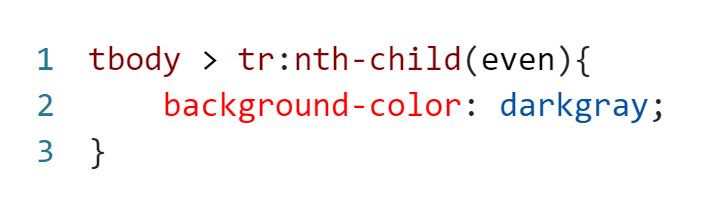 1 tbody > tr:nth-child(even){
2     background-color: darkgray;
3 }